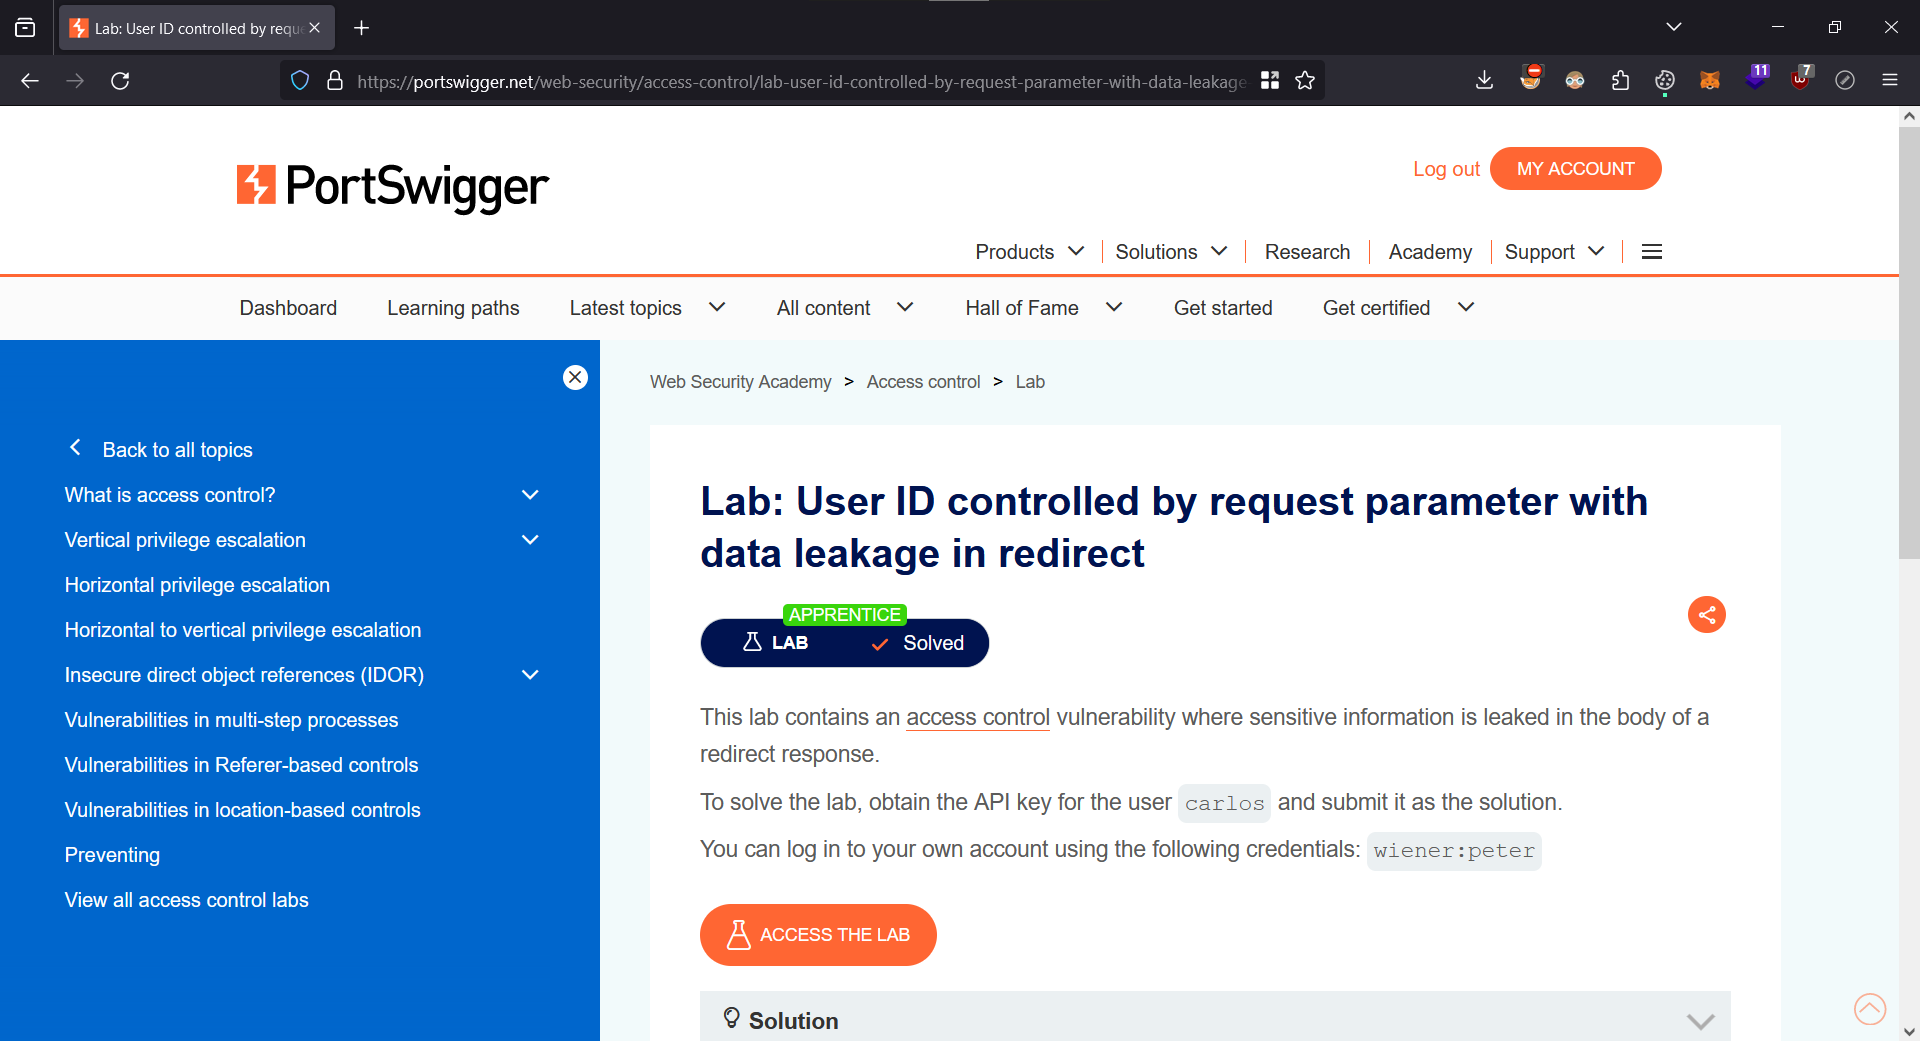 Lab: User ID controlled by reque
https://portswigger.net/web-security/access-control/lab-user-id-controlled-by-request-parameter-with-data-leakage-
11
7
PortSwigger
Log out
MY ACCOUNT
Products
Solutions
Research
Academy
Support
Dashboard
Learning paths
Latest topics
All content
Hall of Fame
Get started
Get certified
Back to all topics
What is access control?
Vertical privilege escalation
Horizontal privilege escalation
Horizontal to vertical privilege escalation
Insecure direct object references (IDOR)
Vulnerabilities in multi-step processes
Vulnerabilities in Referer-based controls
Vulnerabilities in location-based controls
Preventing
View all access control labs
Web Security Academy > Access control > Lab
Lab: User ID controlled by request parameter with
data leakage in redirect
APPRENTICE
LAB
Solved
This lab contains an access control vulnerability where sensitive information is leaked in the body of a
redirect response.
To solve the lab, obtain the API key for the user carlos and submit it as the solution.
You can log in to your own account using the following credentials: wiener:peter
ACCESS THE LAB
Solution